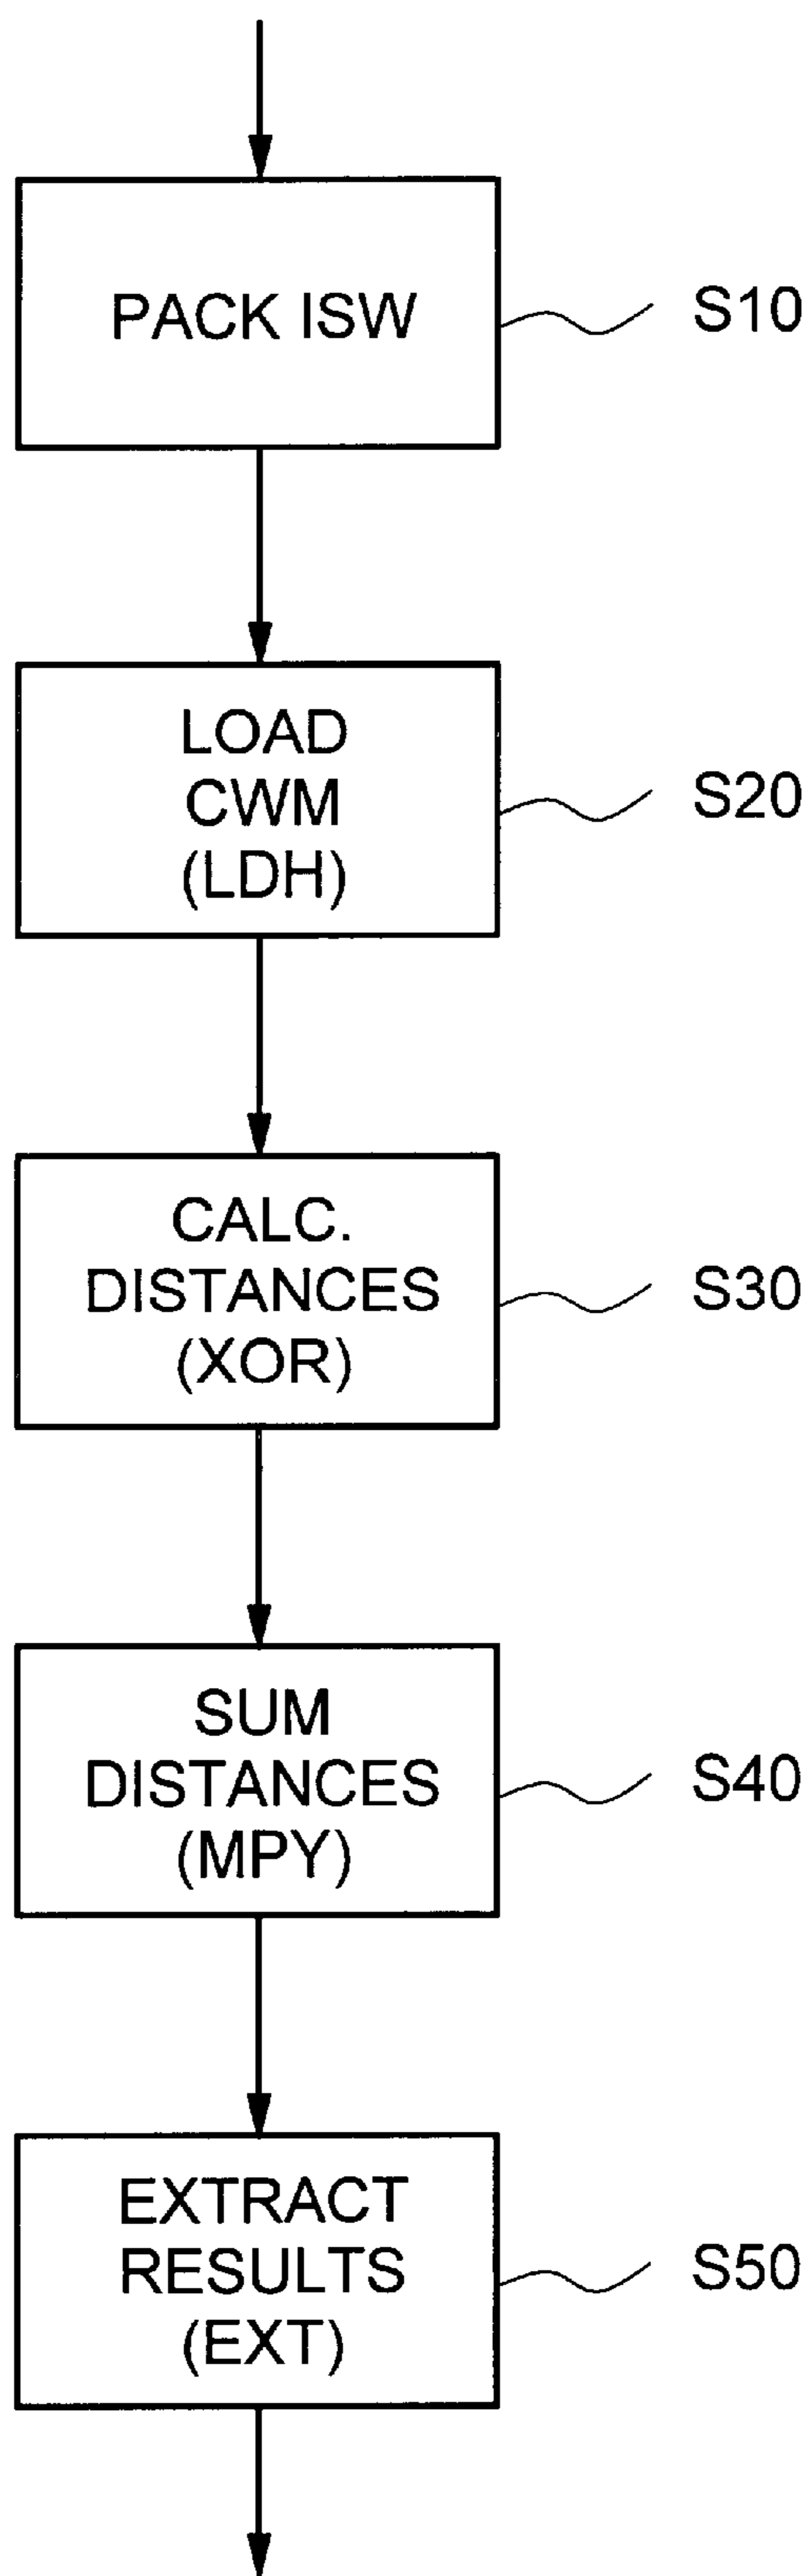 PACK ISW
S10
LOAD
CWM
(LDH)
S20
CALC.
DISTANCES
(XOR)
S30
SUM
DISTANCES
(MPY)
S40
EXTRACT
RESULTS
(EXT)
S50